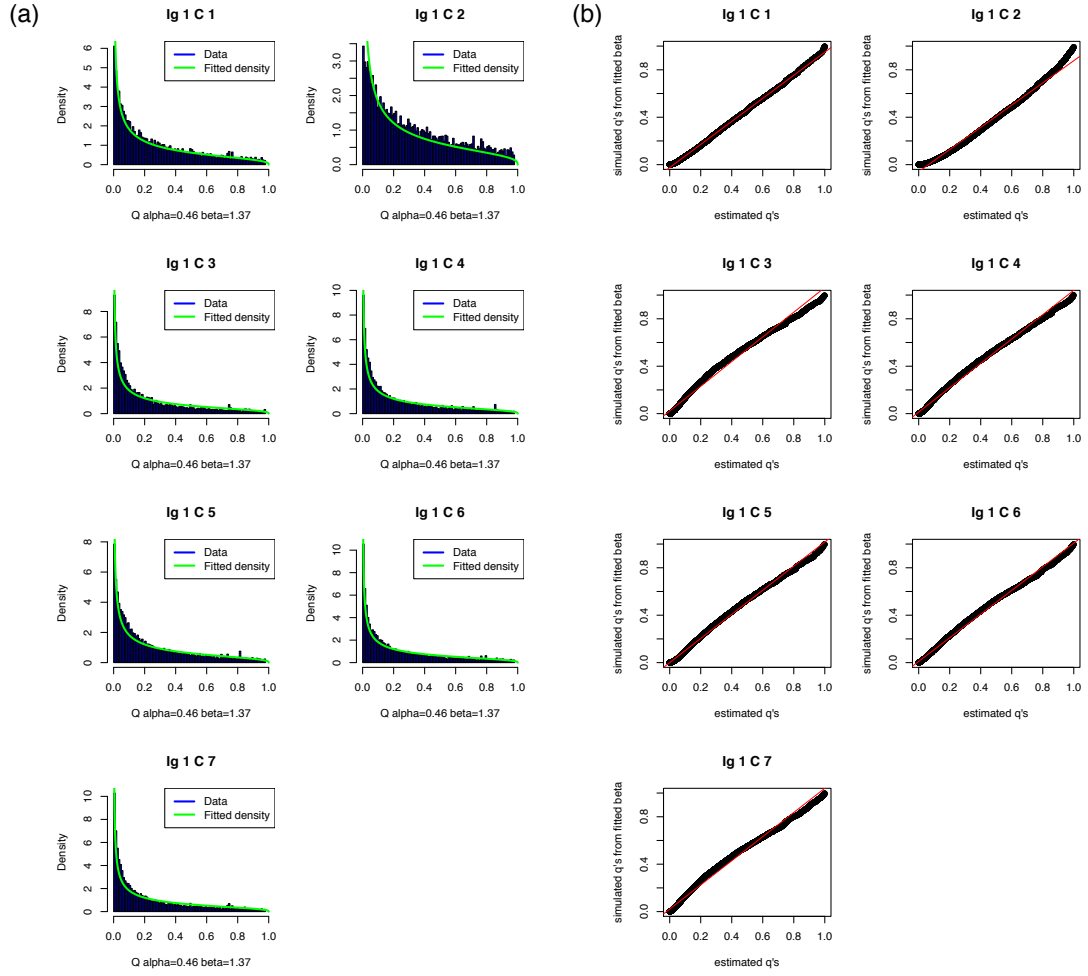 (a)
lg 1 C 1
Density
0 1 2 3 4 5 6
Data
Fitted density
0.0 0.2 0.4 0.6 0.8 1.0
Q alpha=0.46 beta=1.37
lg 1 C 2
Density
0.0 1.0 2.0 3.0
Data
Fitted density
0.0 0.2 0.4 0.6 0.8 1.0
Q alpha=0.46 beta=1.37
lg 1 C 3
Density
0 2 4 6 8
Data
Fitted density
0.0 0.2 0.4 0.6 0.8 1.0
Q alpha=0.46 beta=1.37
lg 1 C 4
Density
0 2 4 6 8 10
Data
Fitted density
0.0 0.2 0.4 0.6 0.8 1.0
Q alpha=0.46 beta=1.37
lg 1 C 5
Density
0 2 4 6 8
Data
Fitted density
0.0 0.2 0.4 0.6 0.8 1.0
Q alpha=0.46 beta=1.37
lg 1 C 6
Density
0 2 4 6 8 10
Data
Fitted density
0.0 0.2 0.4 0.6 0.8 1.0
Q alpha=0.46 beta=1.37
lg 1 C 7
Density
0 2 4 6 8 10
Data
Fitted density
0.0 0.2 0.4 0.6 0.8 1.0
Q alpha=0.46 beta=1.37
(b)
lg 1 C 1
simulated q's from fitted beta
0.0 0.4 0.8
0.0 0.2 0.4 0.6 0.8 1.0
estimated q's
lg 1 C 2
simulated q's from fitted beta
0.0 0.4 0.8
0.0 0.2 0.4 0.6 0.8 1.0
estimated q's
lg 1 C 3
simulated q's from fitted beta
0.0 0.4 0.8
0.0 0.2 0.4 0.6 0.8 1.0
estimated q's
lg 1 C 4
simulated q's from fitted beta
0.0 0.4 0.8
0.0 0.2 0.4 0.6 0.8 1.0
estimated q's
lg 1 C 5
simulated q's from fitted beta
0.0 0.4 0.8
0.0 0.2 0.4 0.6 0.8 1.0
estimated q's
lg 1 C 6
simulated q's from fitted beta
0.0 0.4 0.8
0.0 0.2 0.4 0.6 0.8 1.0
estimated q's
lg 1 C 7
simulated q's from fitted beta
0.0 0.4 0.8
0.0 0.2 0.4 0.6 0.8 1.0
estimated q's